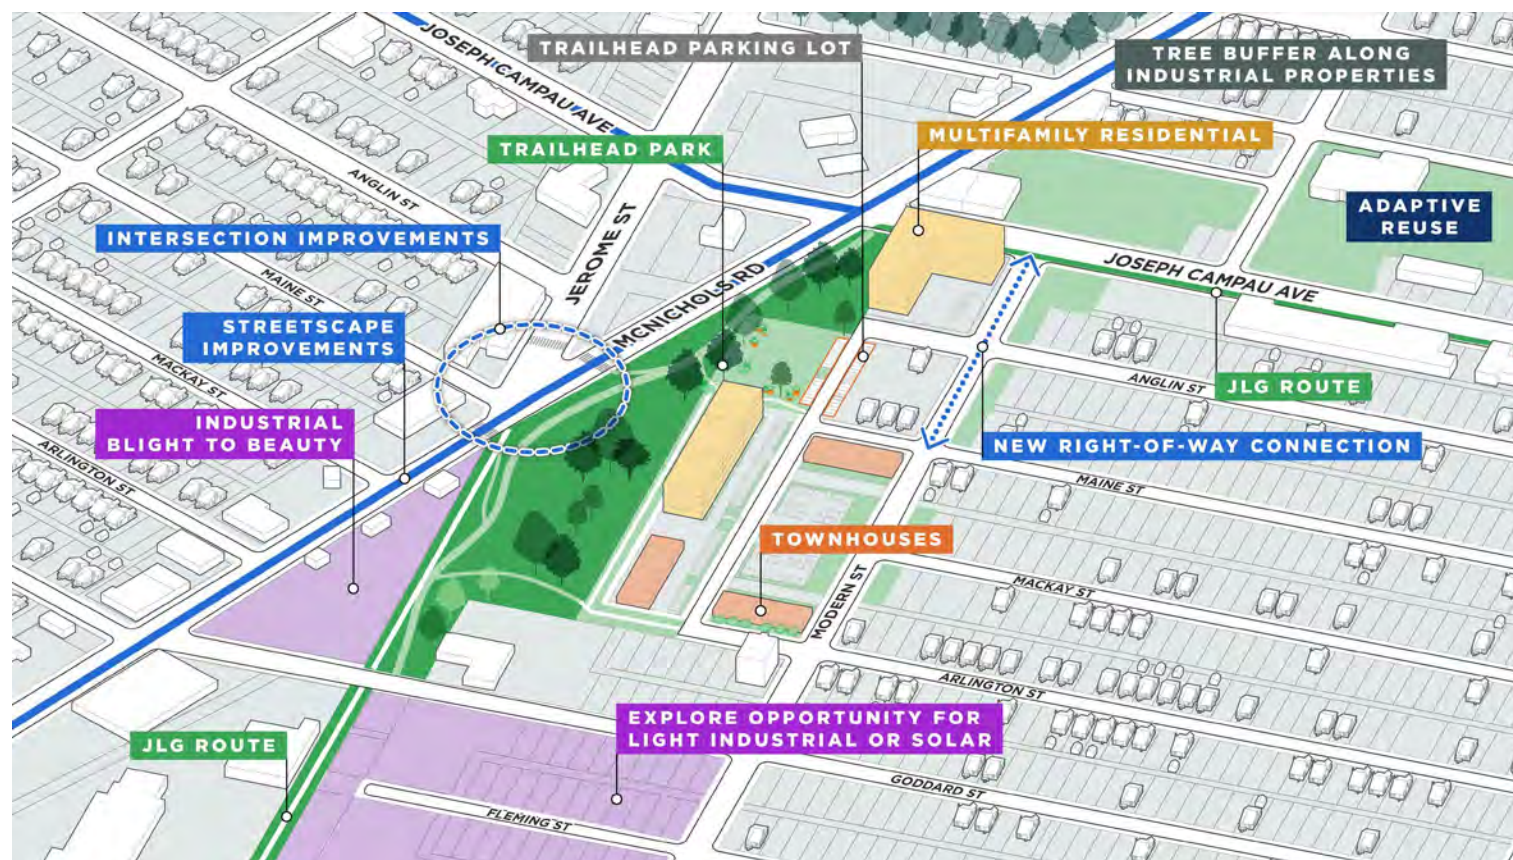 JOSEPH CAMPAU AVE
TRAILHEAD PARKING LOT
TREE BUFFER ALONG
INDUSTRIAL PROPERTIES
MULTIFAMILY RESIDENTIAL
TRAILHEAD PARK
ANGLIN ST
ADAPTIVE
REUSE
INTERSECTION IMPROVEMENTS
JEROME ST
MCNICHOLS RD
JOSEPH CAMPAU AVE
MAINE ST
STREETSCAPE
IMPROVEMENTS
MACKAY ST
ANGLIN ST
JLG ROUTE
INDUSTRIAL
BLIGHT TO BEAUTY
NEW RIGHT-OF-WAY CONNECTION
ARLINGTON ST
MAINE ST
TOWNHOUSES
MACKAY ST
MODERN ST
ARLINGTON ST
EXPLORE OPPORTUNITY FOR
LIGHT INDUSTRIAL OR SOLAR
JLG ROUTE
GODDARD ST
FLEMING ST